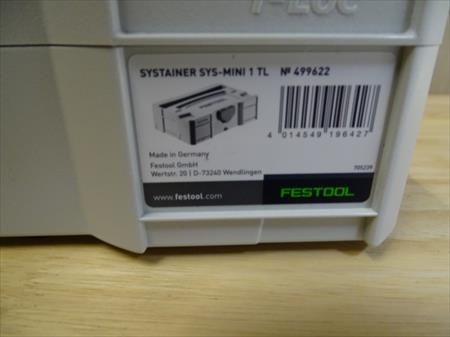 T-LOC
SYSTAINER SYS-MINI 1 TL № 499622
4 014549 196427
Made in Germany
Festool GmbH
Wertstr. 20 | D-73240 Wendlingen
705239
www.festool.com
FESTOOL